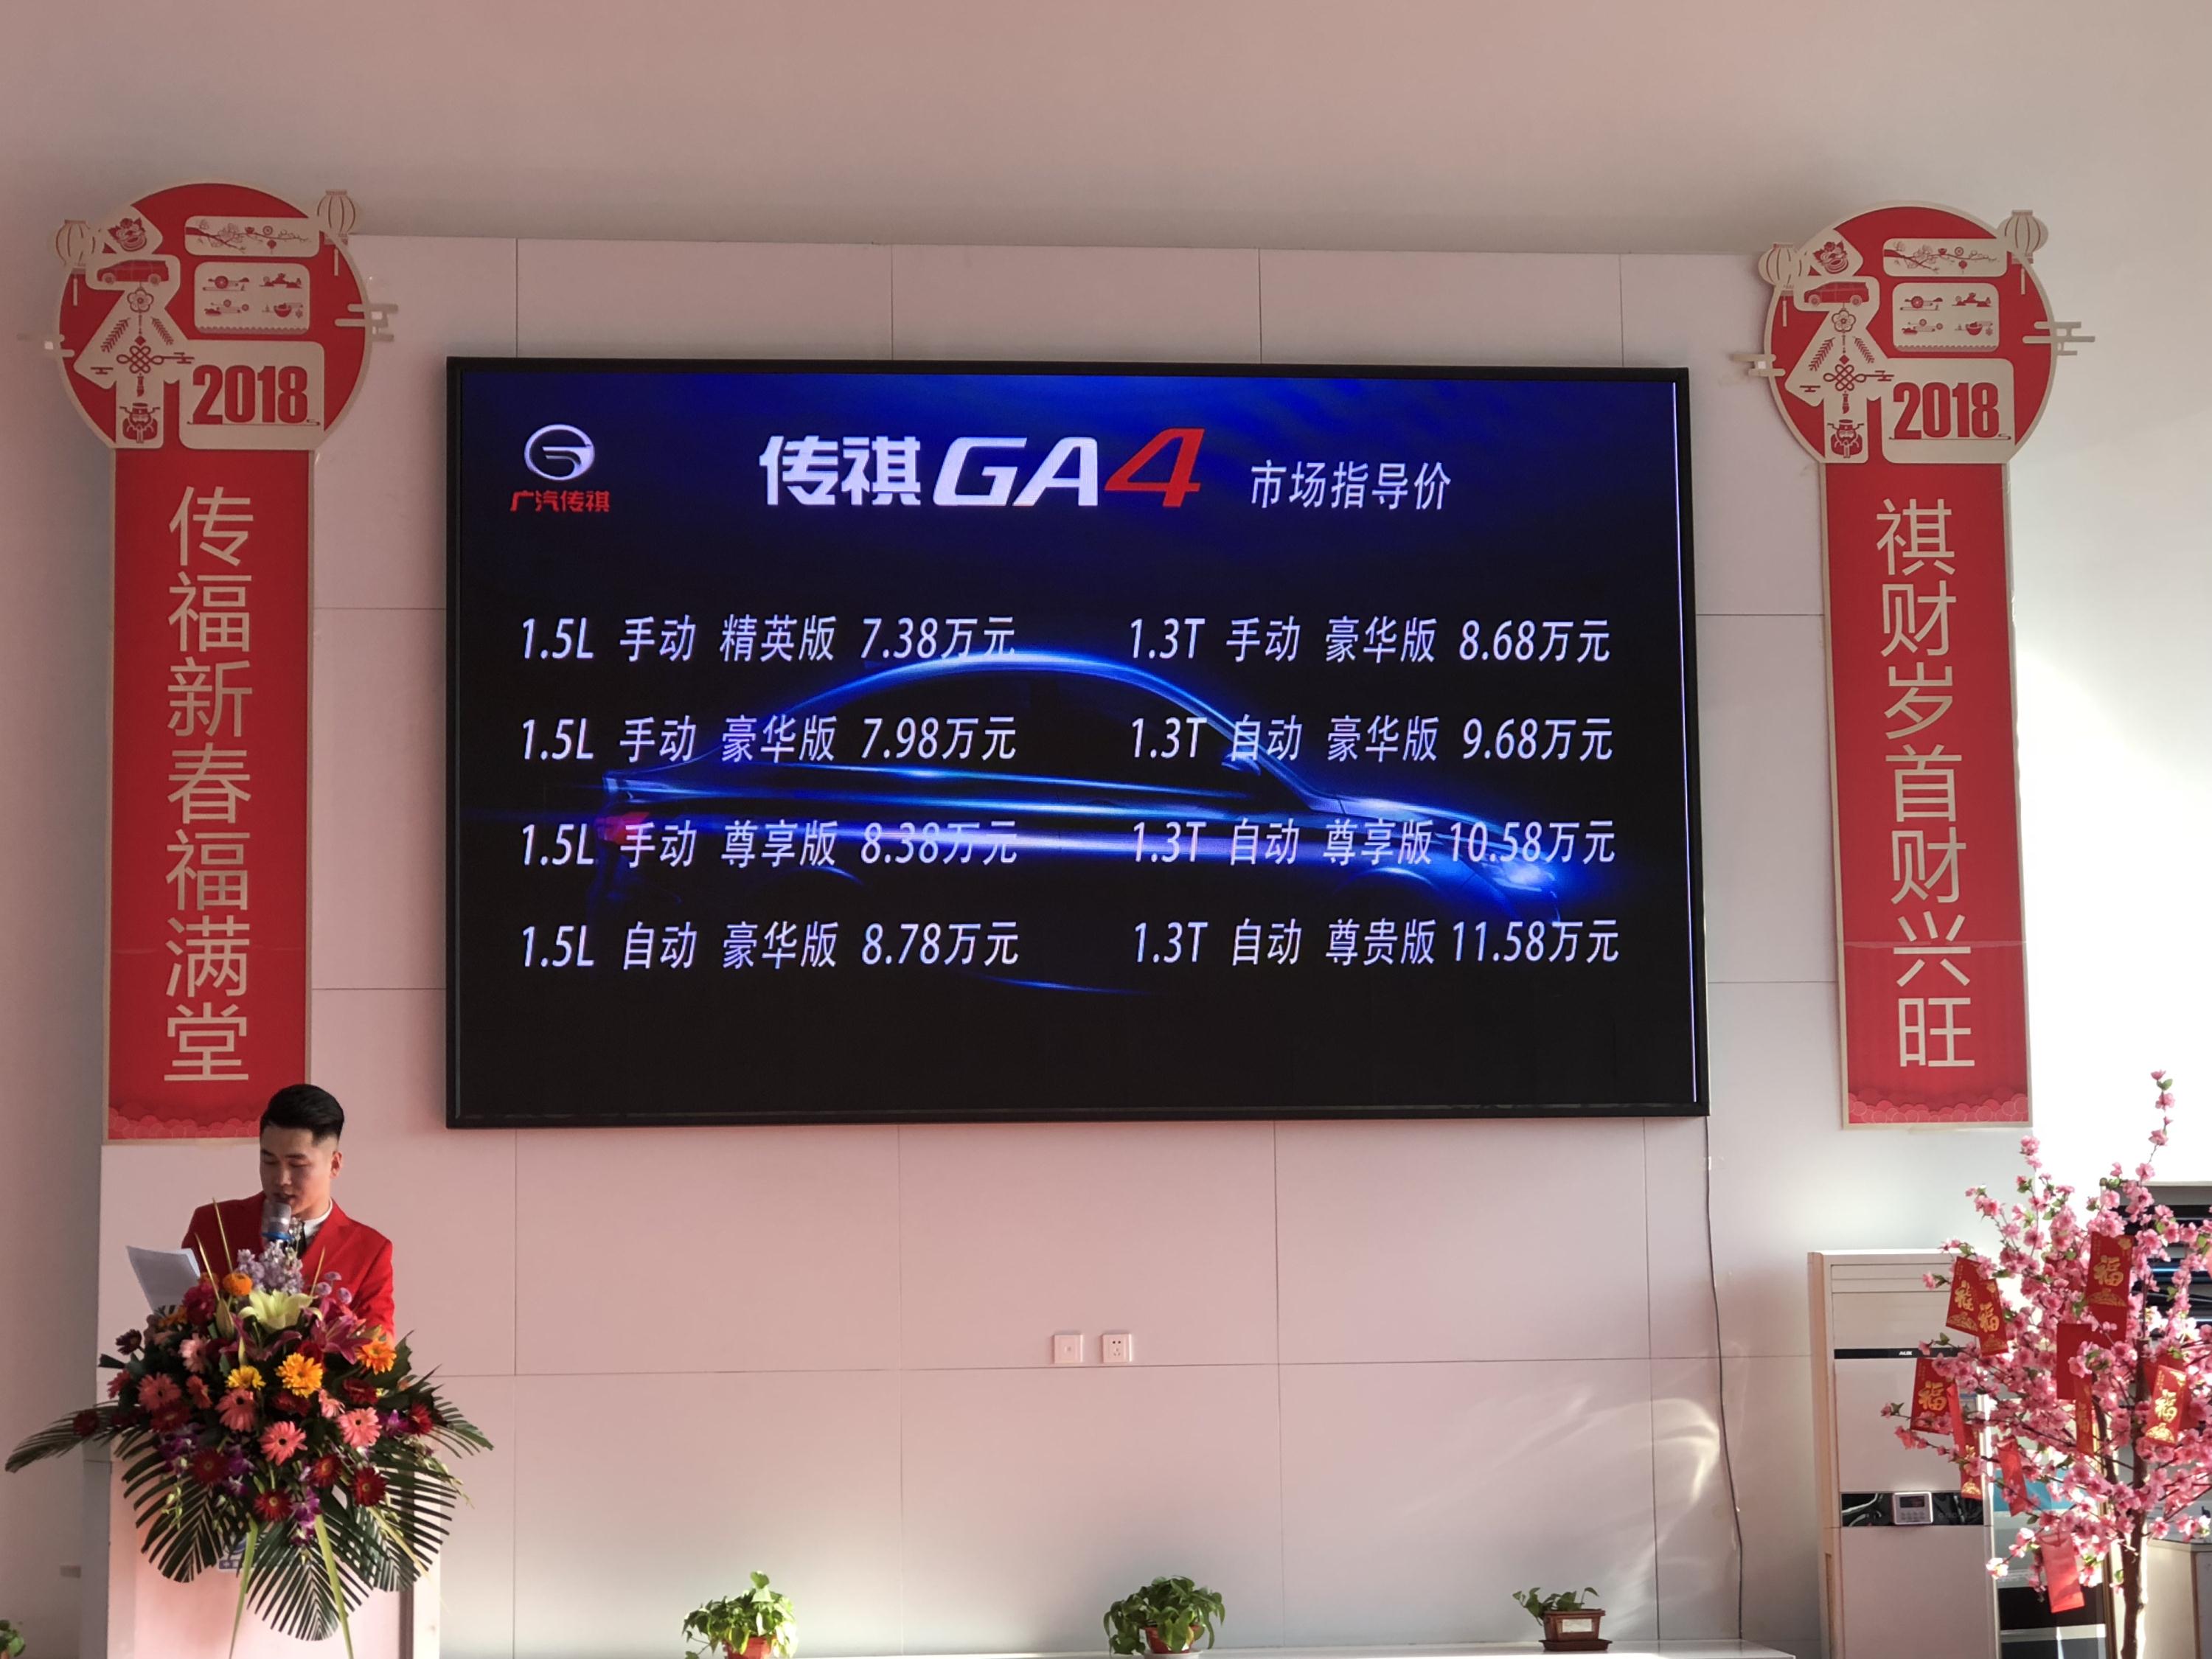 2018
传福新春福满堂
广汽传祺
传祺GA4 市场指导价
1.5L 手动 精英版 7.38万元
1.5L 手动 豪华版 7.98万元
1.5L 手动 尊享版 8.38万元
1.5L 自动 豪华版 8.78万元
1.3T 手动 豪华版 8.68万元
1.3T 自动 豪华版 9.68万元
1.3T 自动 尊享版 10.58万元
1.3T 自动 尊贵版 11.58万元
2018
祺财岁首财兴旺
AUX
福
福
福
福
福